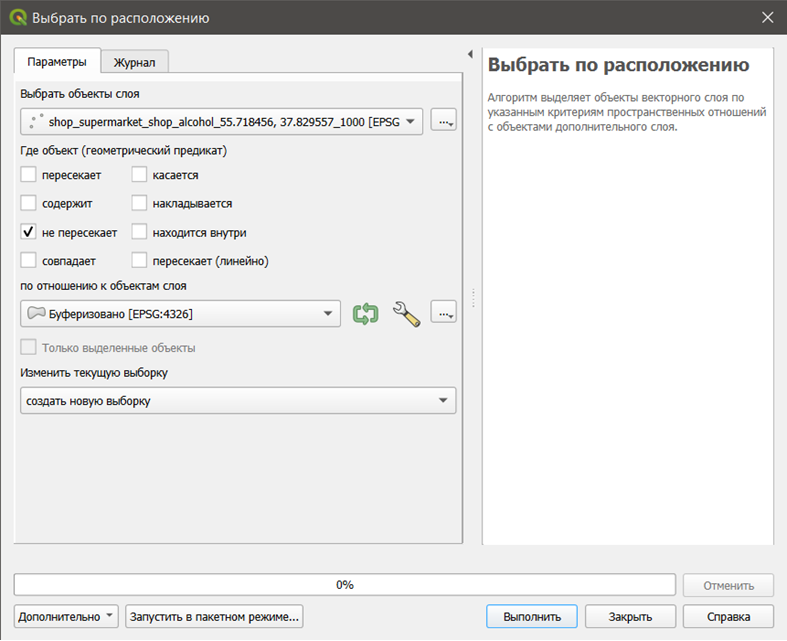 Выбрать по расположению
Параметры
Журнал
Выбрать объекты слоя
shop_supermarket_shop_alcohol_55.718456, 37.829557_1000 [EPSG
...
Где объект (геометрический предикат)
пересекает
касается
содержит
накладывается
не пересекает
находится внутри
совпадает
пересекает (линейно)
по отношению к объектам слоя
Буферизовано [EPSG:4326]
...
Только выделенные объекты
Изменить текущую выборку
создать новую выборку
Выбрать по расположению
Алгоритм выделяет объекты векторного слоя по
указанным критериям пространственных отношений
с объектами дополнительного слоя.
0%
Отменить
Дополнительно
Запустить в пакетном режиме...
Выполнить
Закрыть
Справка